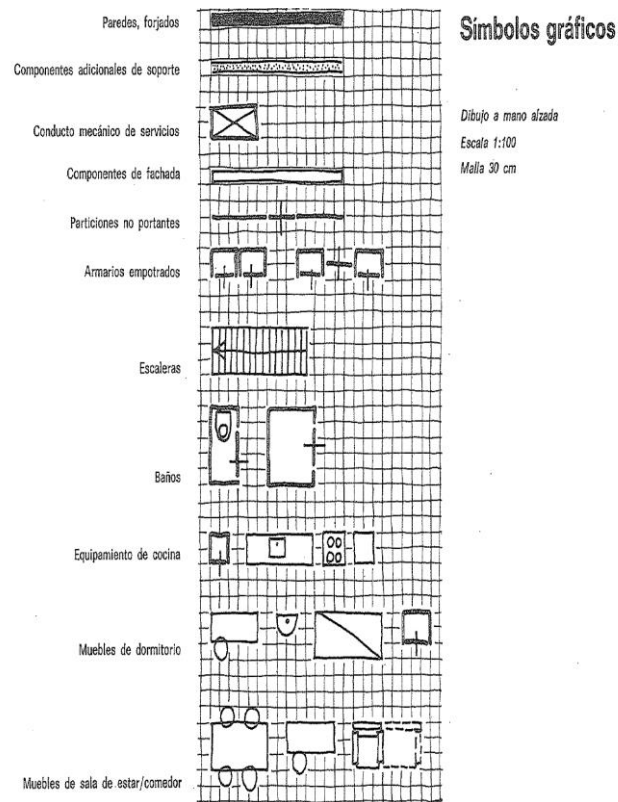 Símbolos gráficos
Dibujo a mano alzada
Escala 1:100
Malla 30 cm
Paredes, forjados
Componentes adicionales de soporte
Conducto mecánico de servicios
Componentes de fachada
Particiones no portantes
Armarios empotrados
Escaleras
Baños
Equipamiento de cocina
Muebles de dormitorio
Muebles de sala de estar/comedor